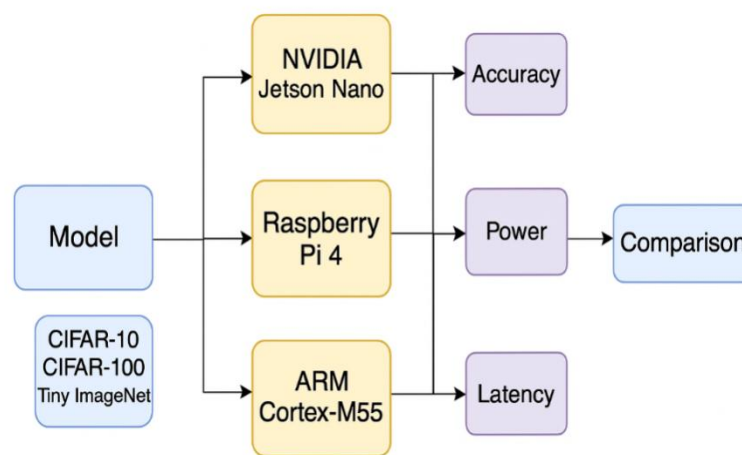 NVIDIA
Jetson Nano
Accuracy
Model
Raspberry
Pi 4
Power
Comparison
CIFAR-10
CIFAR-100
Tiny ImageNet
ARM
Cortex-M55
Latency